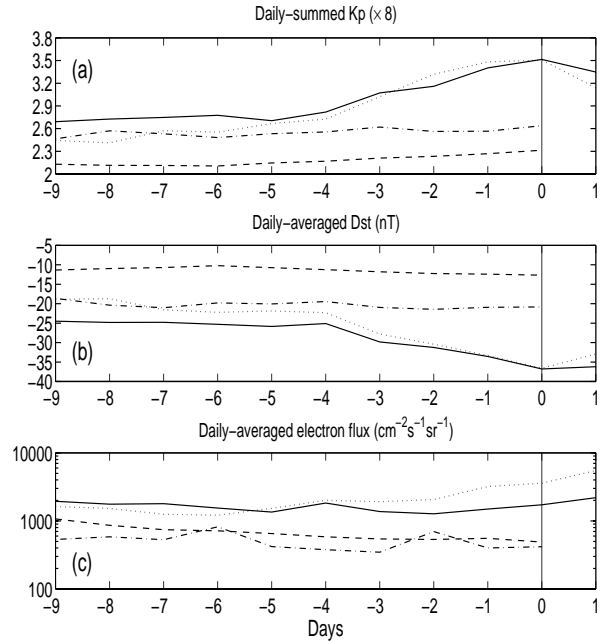 Daily−summed Kp (× 8)
3.8
3.5
3.2
2.9
2.6
2.3
2
(a)
−9 −8 −7 −6 −5 −4 −3 −2 −1 0 1
Daily−averaged Dst (nT)
−5
−10
−15
−20
−25
−30
−35
−40
(b)
−9 −8 −7 −6 −5 −4 −3 −2 −1 0 1
Daily−averaged electron flux (cm⁻²s⁻¹sr⁻¹)
10000
1000
100
(c)
−9 −8 −7 −6 −5 −4 −3 −2 −1 0 1
Days